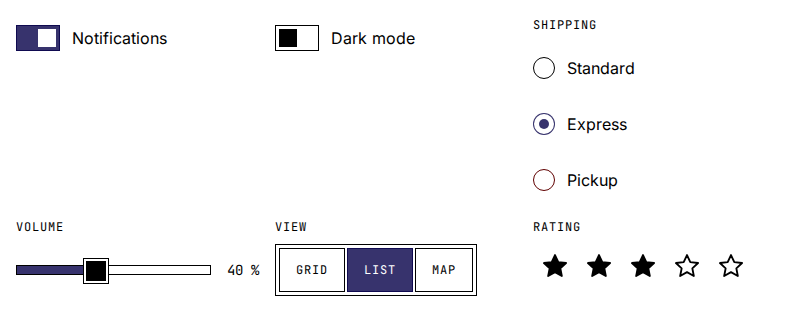 Notifications
Dark mode
SHIPPING
Standard
Express
Pickup
VOLUME
40 %
VIEW
GRID LIST MAP
RATING